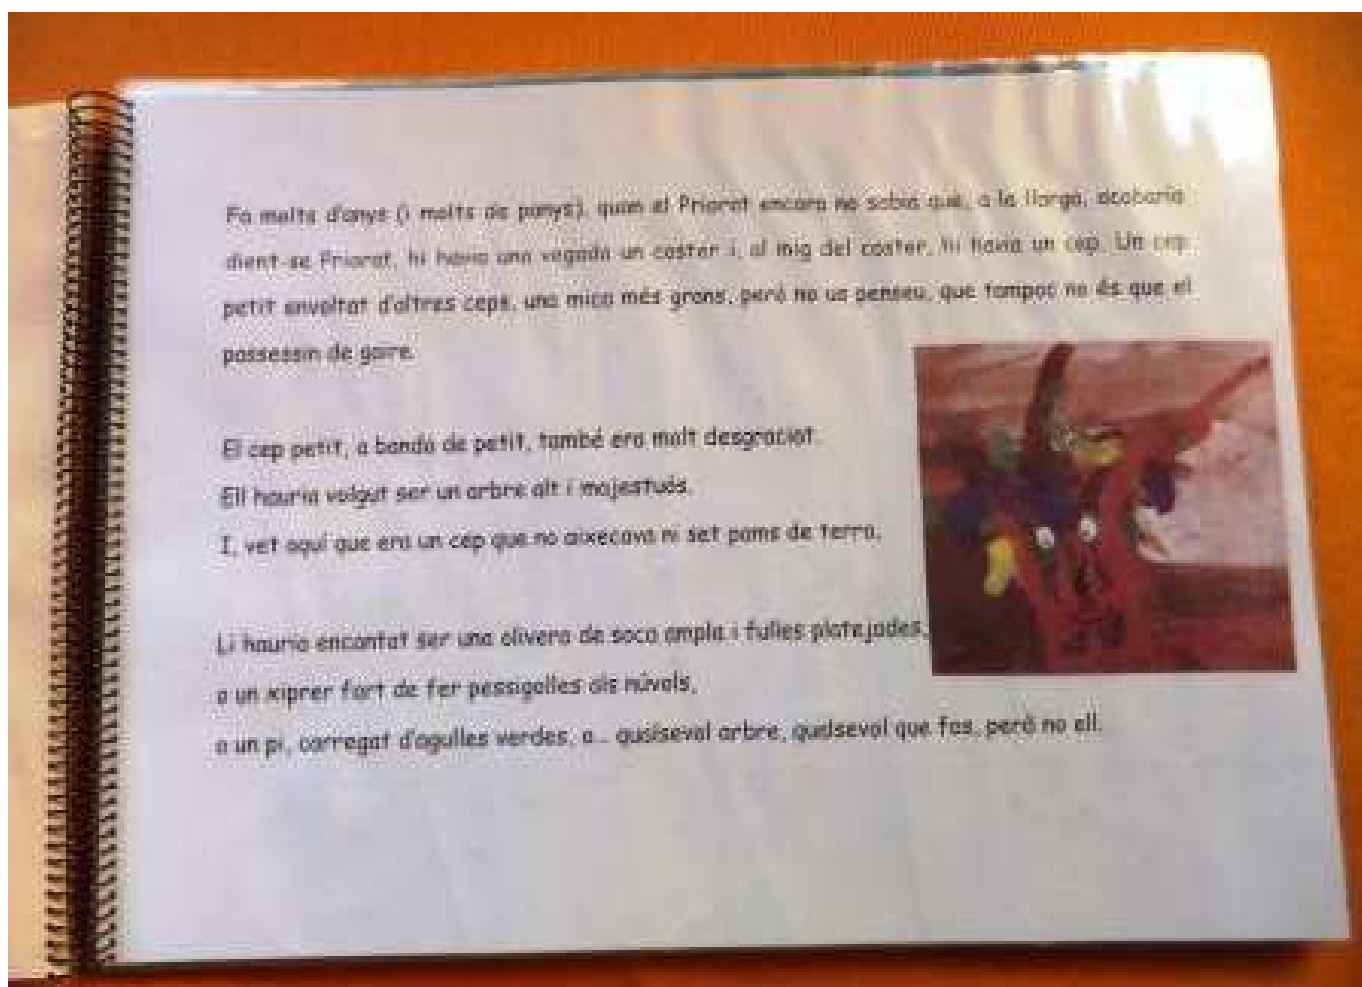 Fa molts d'anys (i molts de panys), quan el Priorat encara no sabia que, a la llarga, acabaria
dient-se Priorat, hi havia una vegada un coster i, al mig del coster, hi havia un cep. Un cep
petit envoltat d'altres ceps, una mica més grans, però no us penseu, que tampoc no és que el
passessin de gaire.
El cep petit, a banda de petit, també era molt desgraciat.
Ell hauria volgut ser un arbre alt i majestuós.
I, vet aquí que era un cep que no aixecava ni set pams de terra.
Li hauria encantat ser una olivera de soca ampla i fulles platejades,
o un xiprer fart de fer pessigolles als núvols,
o un pi, carregat d'agulles verdes, o... qualsevol arbre, qualsevol que fos, però no ell.